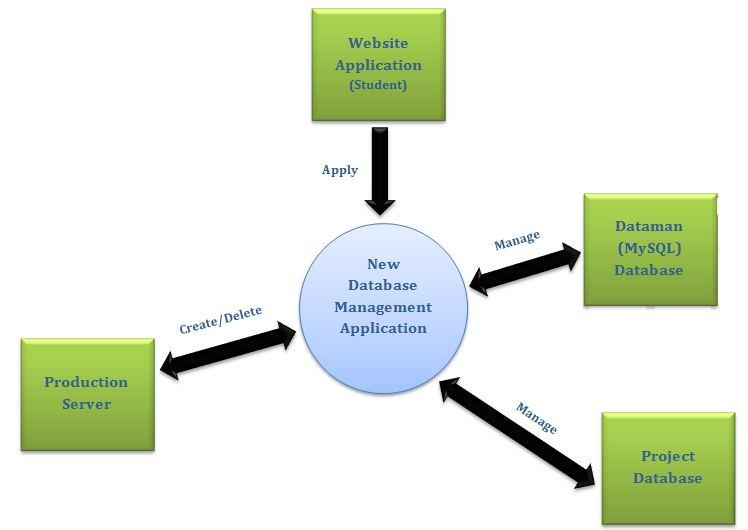 Website
Application
(Student)
Apply
Manage
Dataman
(MySQL)
Database
New
Database
Management
Application
Create/Delete
Production
Server
Manage
Project
Database